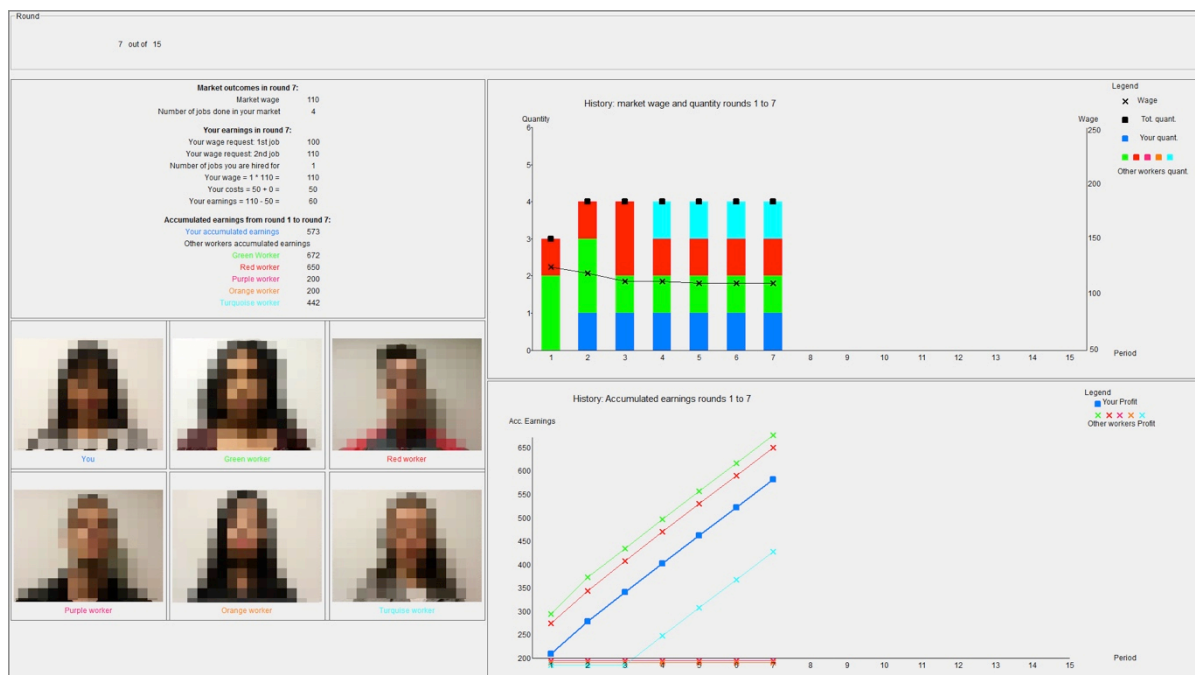 Round
7 out of 15
Market outcomes in round 7:
Market wage 110
Number of jobs done in your market 4
Your earnings in round 7:
Your wage request: 1st job 100
Your wage request: 2nd job 110
Number of jobs you are hired for 1
Your wage = 1 * 110 = 110
Your costs = 50 + 0 = 50
Your earnings = 110 - 50 = 60
Accumulated earnings from round 1 to round 7:
Your accumulated earnings 573
Other workers accumulated earnings
Green Worker 672
Red worker 650
Purple worker 200
Orange worker 200
Turquoise worker 442
You
Green worker
Red worker
Purple worker
Orange worker
Turquise worker
History: market wage and quantity rounds 1 to 7
Quantity
6
5
4
3
2
1
0
1 2 3 4 5 6 7 8 9 10 11 12 13 14 15
Period
Wage
250
200
150
100
50
Legend
Wage
Tot. quant.
Your quant.
Other workers quant.
History: Accumulated earnings rounds 1 to 7
Acc. Earnings
650
600
550
500
450
400
350
300
250
200
1 2 3 4 5 6 7 8 9 10 11 12 13 14 15
Period
Legend
Your Profit
Other workers Profit